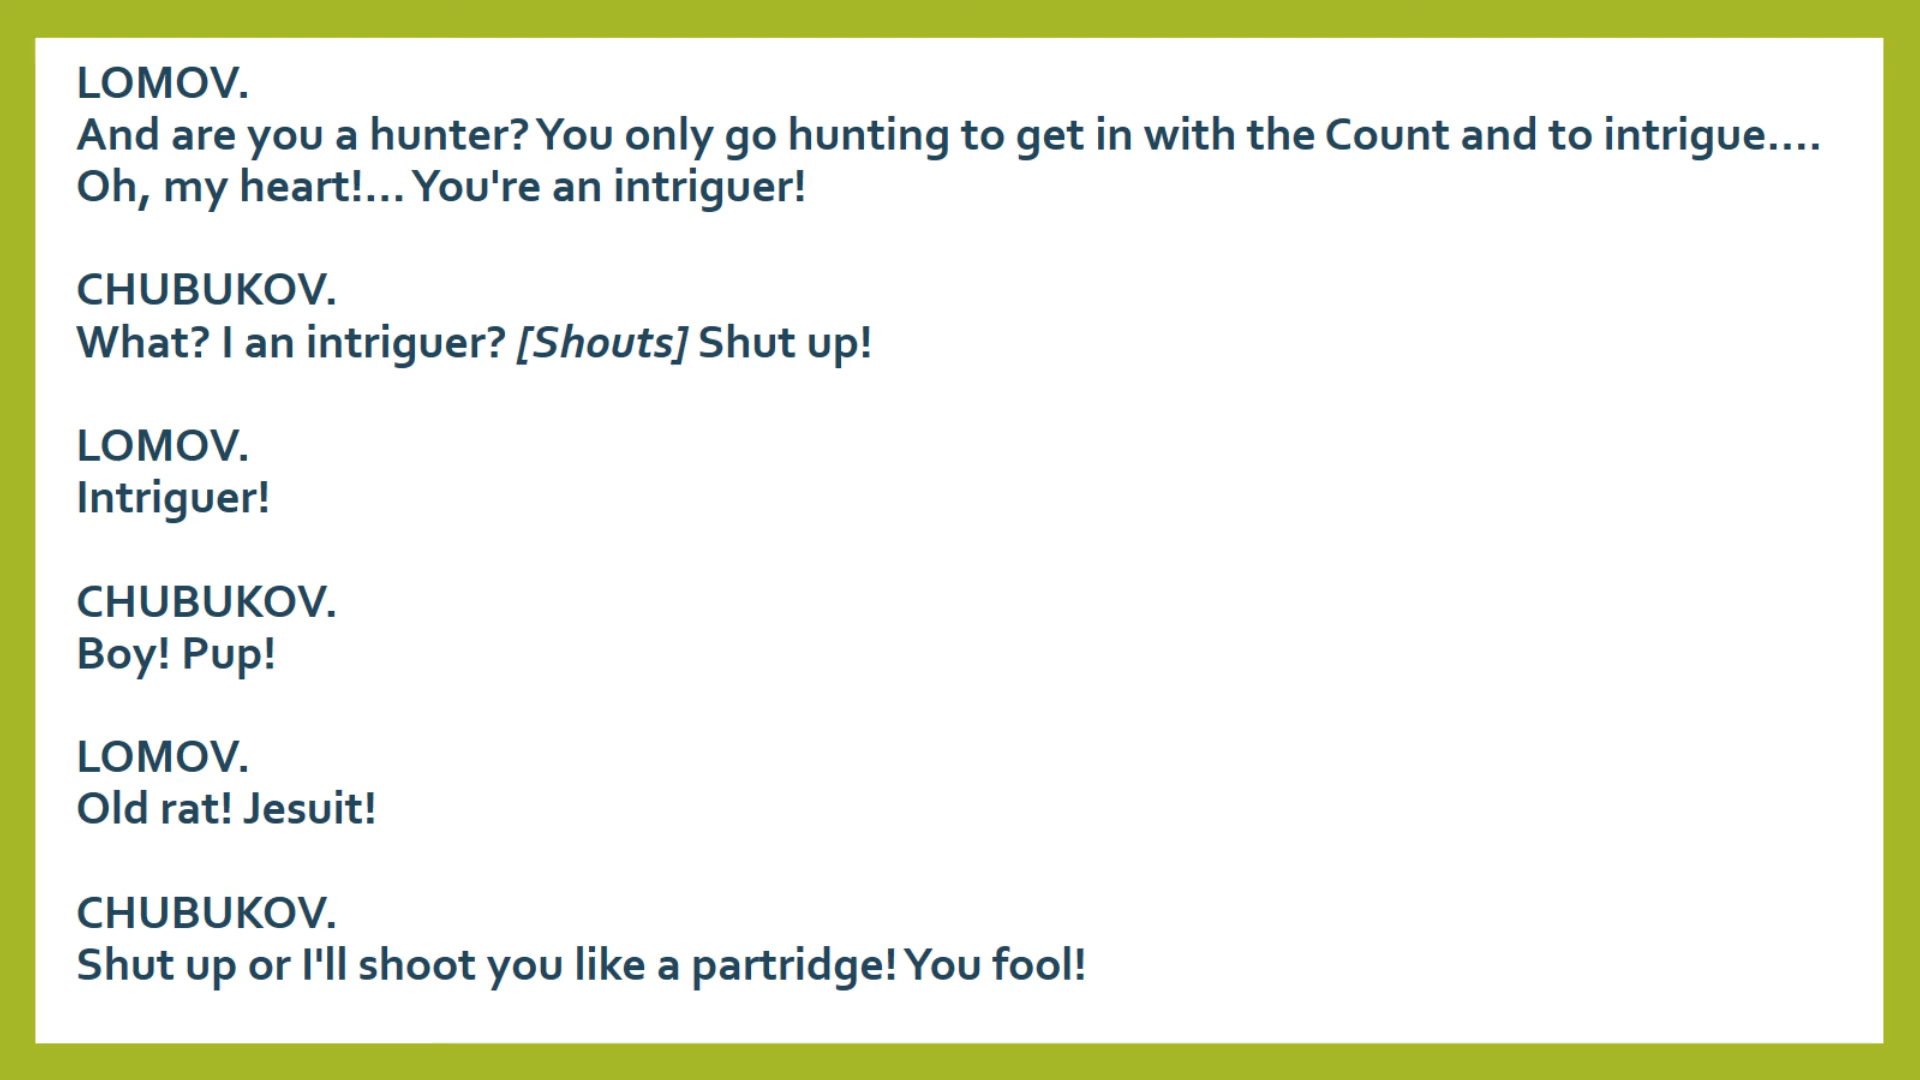 LOMOV.
And are you a hunter? You only go hunting to get in with the Count and to intrigue....
Oh, my heart!... You're an intriguer!
CHUBUKOV.
What? I an intriguer? [Shouts] Shut up!
LOMOV.
Intriguer!
CHUBUKOV.
Boy! Pup!
LOMOV.
Old rat! Jesuit!
CHUBUKOV.
Shut up or I'll shoot you like a partridge! You fool!